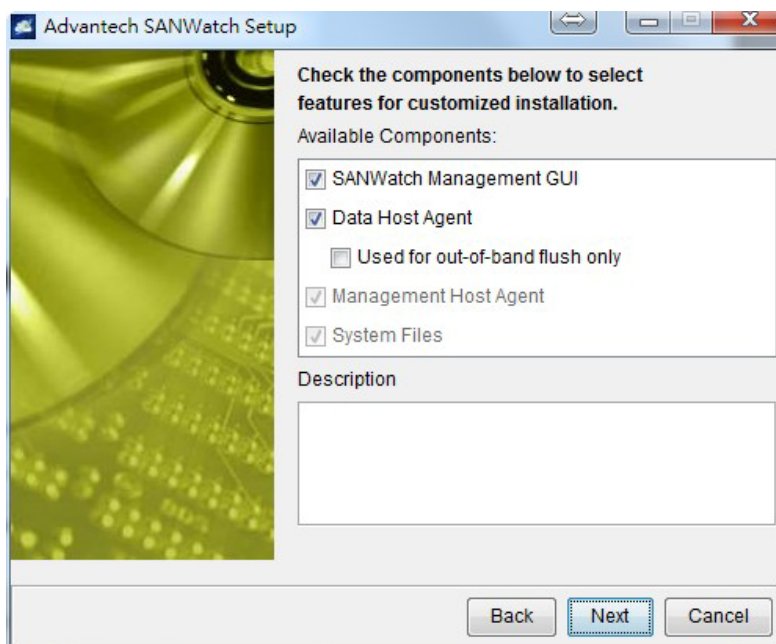 Advantech SANWatch Setup
Check the components below to select
features for customized installation.
Available Components:
SANWatch Management GUI
Data Host Agent
Used for out-of-band flush only
Management Host Agent
System Files
Description
Back Next Cancel